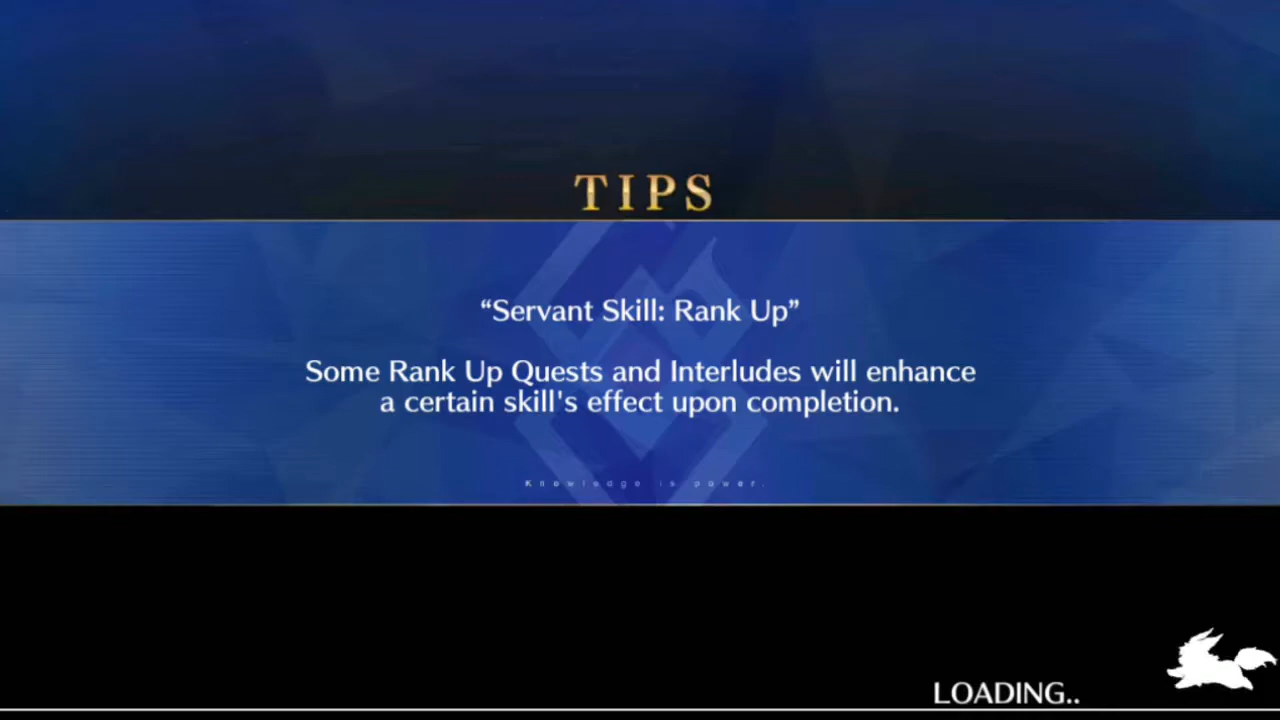 TIPS
“Servant Skill: Rank Up”
Some Rank Up Quests and Interludes will enhance
a certain skill's effect upon completion.
Knowledge is power.
LOADING..